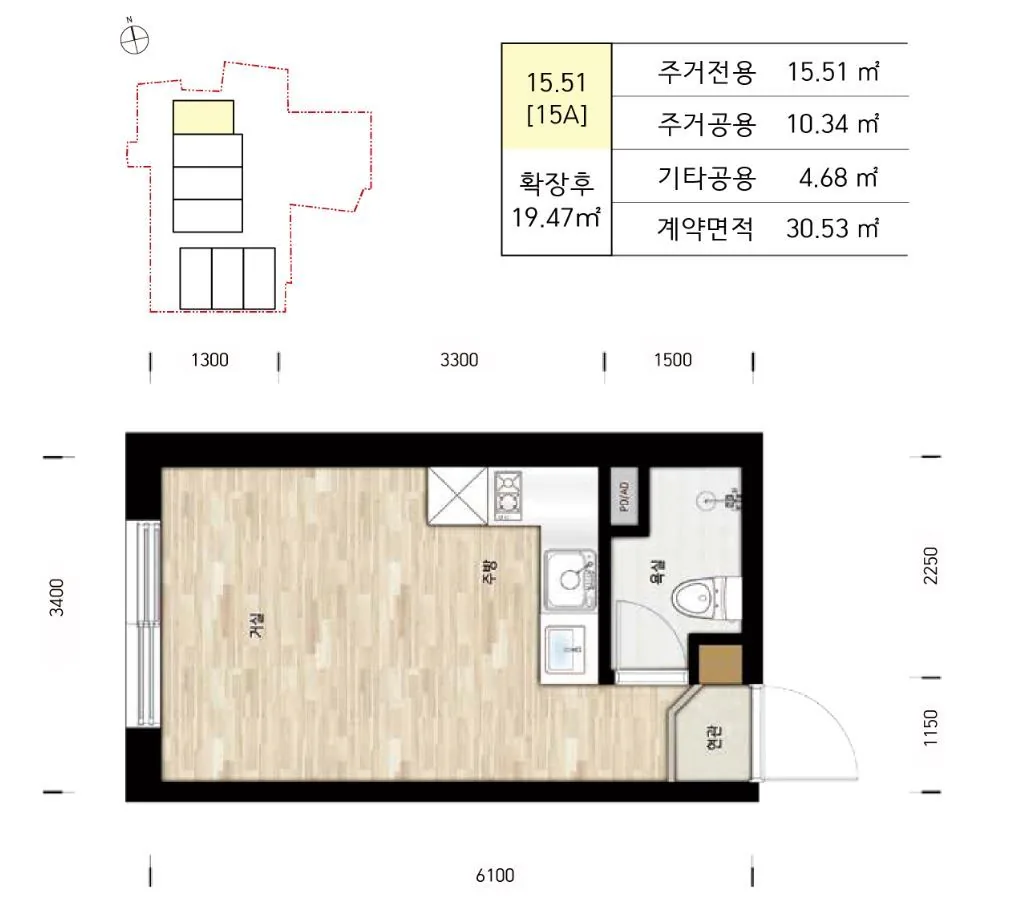 N
15.51
[15A]
확장후
19.47㎡
주거전용 15.51 ㎡
주거공용 10.34 ㎡
기타공용 4.68 ㎡
계약면적 30.53 ㎡
1300 3300 1500
3400
2250
1150
PD/AD
주방
욕실
거실
현관
6100